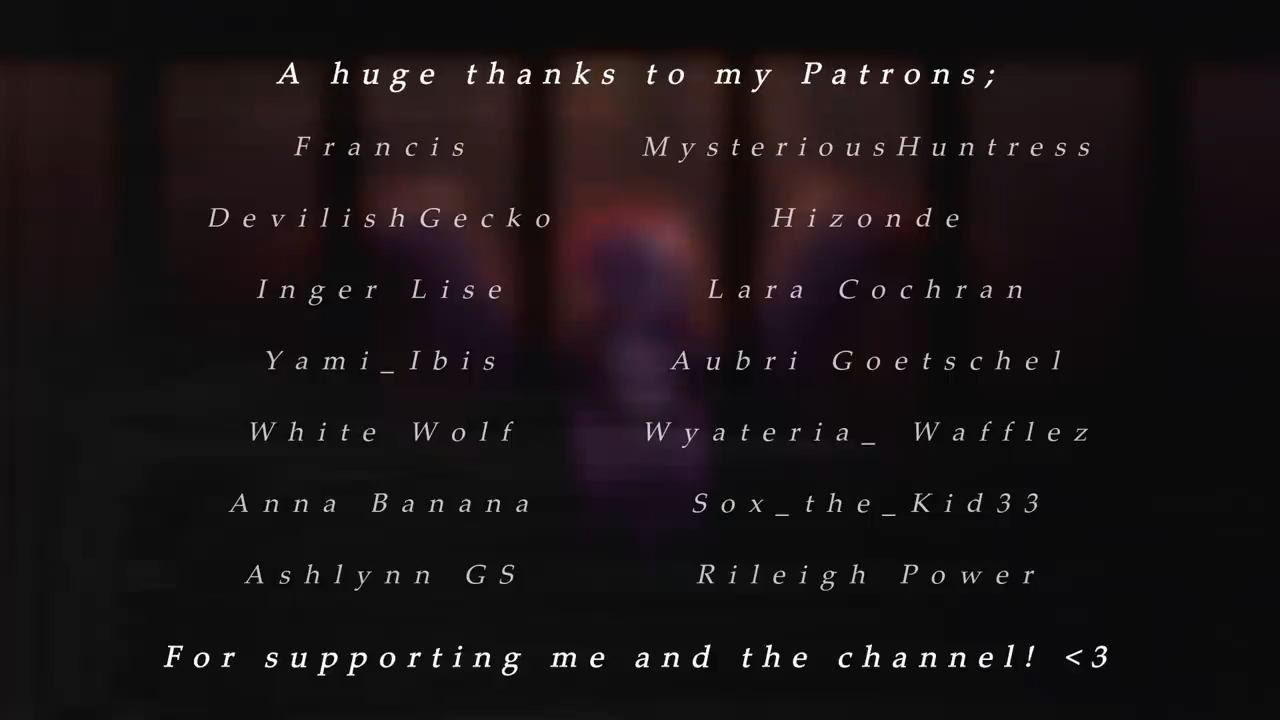 A huge thanks to my Patrons;
Francis MysteriousHuntress
DevilishGecko Hizonde
Inger Lise Lara Cochran
Yami_Ibis Aubri Goetschel
White Wolf Wyateria_ Wafflez
Anna Banana Sox_the_Kid33
Ashlynn GS Rileigh Power
For supporting me and the channel! <3